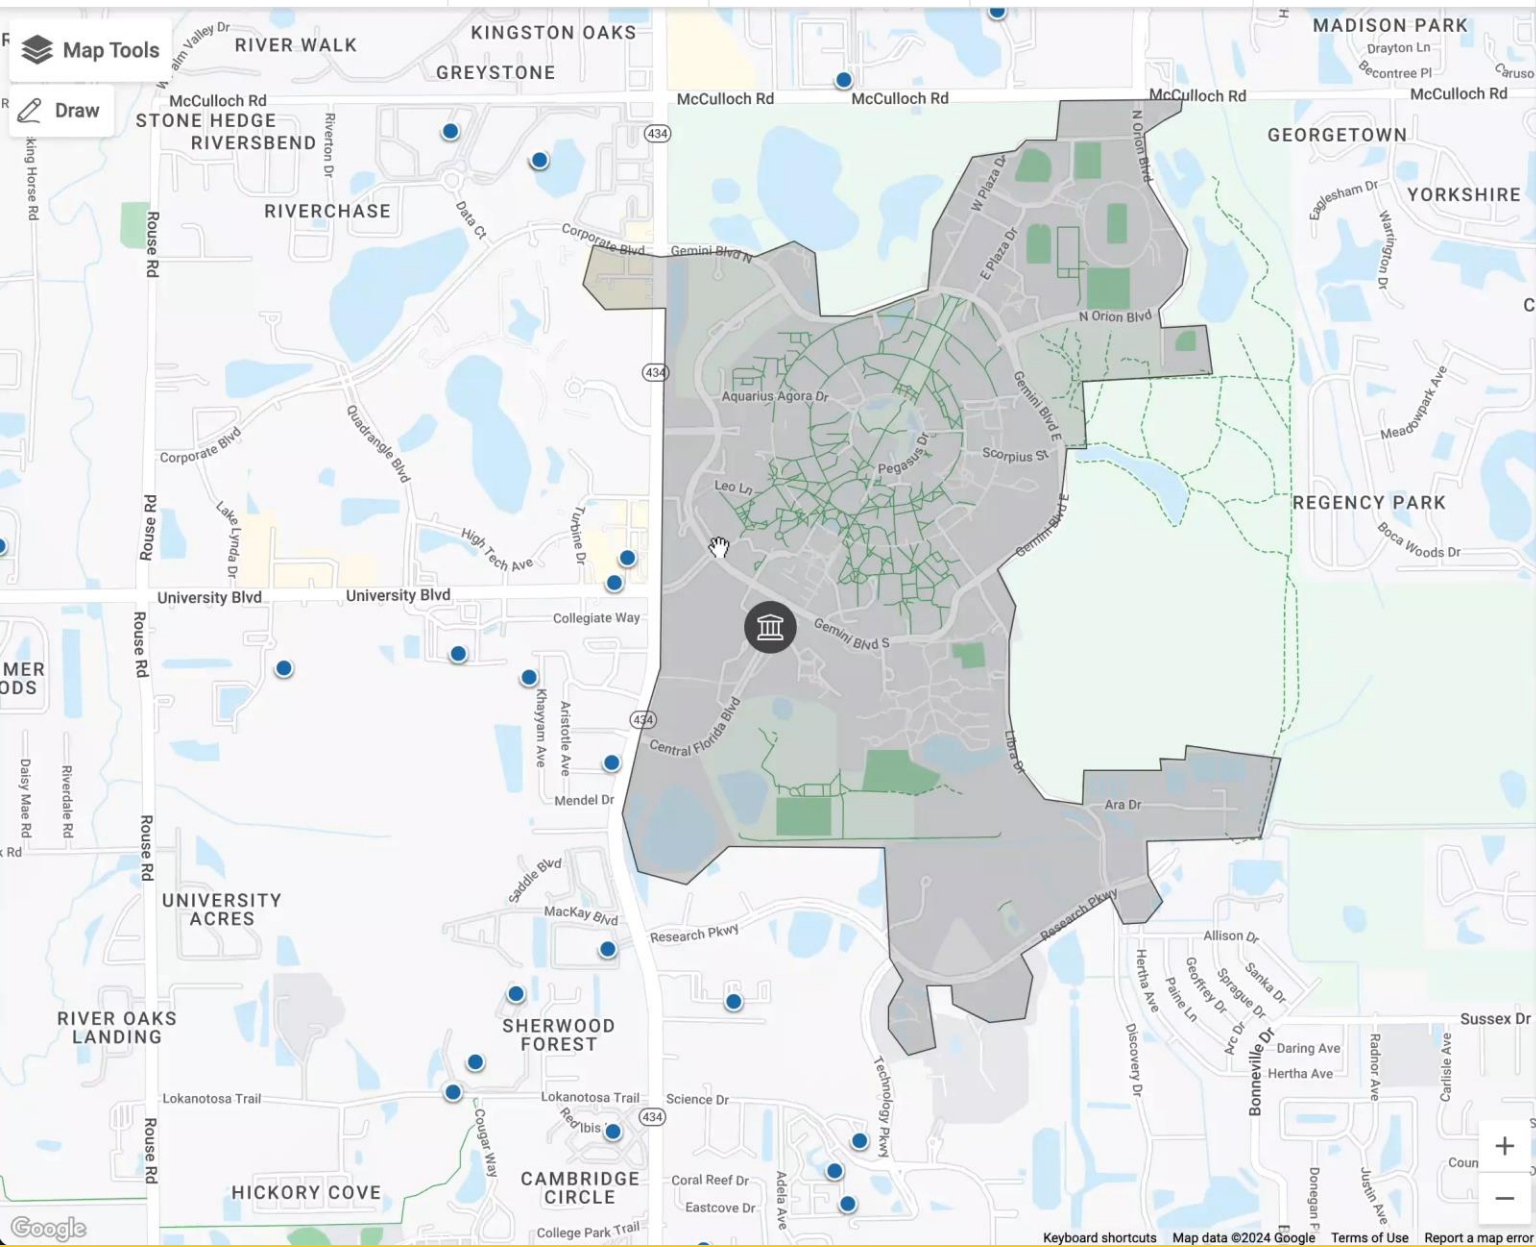 Map Tools
Draw
RIVER WALK
KINGSTON OAKS
GREYSTONE
MADISON PARK
Drayton Ln
Becontree Pl
Caruso
McCulloch Rd
McCulloch Rd
McCulloch Rd
McCulloch Rd
McCulloch Rd
STONE HEDGE
RIVERSBEND
Riverton Dr
434
N Orion Blvd
GEORGETOWN
king Horse Rd
W Plaza Dr
Eaglesham Dr
YORKSHIRE
RIVERCHASE
Rouse Rd
Data Ct
Corporate Blvd
Gemini Blvd N
E Plaza Dr
Warrington Dr
N Orion Blvd
434
Aquarius Agora Dr
Gemini Blvd E
Meadowpark Ave
Corporate Blvd
Quadrangle Blvd
Pegasus Dr
Scorpius St
Leo Ln
REGENCY PARK
Rouse Rd
Lake Lynda Dr
High Tech Ave
Turbine Dr
Gemini Blvd E
Boca Woods Dr
University Blvd
University Blvd
Collegiate Way
Rouse Rd
Gemini Blvd S
MER
ODS
Khayyam Ave
Aristotle Ave
434
Central Florida Blvd
Libra Dr
Daisy Mae Rd
Riverdale Rd
Mendel Dr
Ara Dr
Rouse Rd
k Rd
Saddle Blvd
UNIVERSITY
ACRES
MacKay Blvd
Research Pkwy
Research Pkwy
Allison Dr
Hertha Ave
Geoffrey Dr
Paine Ln
Sprague Dr
Sanka Dr
RIVER OAKS
LANDING
SHERWOOD
FOREST
Sussex Dr
Arc Dr
Discovery Dr
Bonneville Dr
Daring Ave
Hertha Ave
Radnor Ave
Carlisle Ave
Technology Pkwy
Lokanotosa Trail
Lokanotosa Trail
Science Dr
434
Red Ibis
Rouse Rd
Cougar Way
CAMBRIDGE
CIRCLE
Coral Reef Dr
Adela Ave
Eastcove Dr
HICKORY COVE
College Park Trail
Donegan
Justin Ave
Coun
Google
Keyboard shortcuts
Map data ©2024 Google
Terms of Use
Report a map error